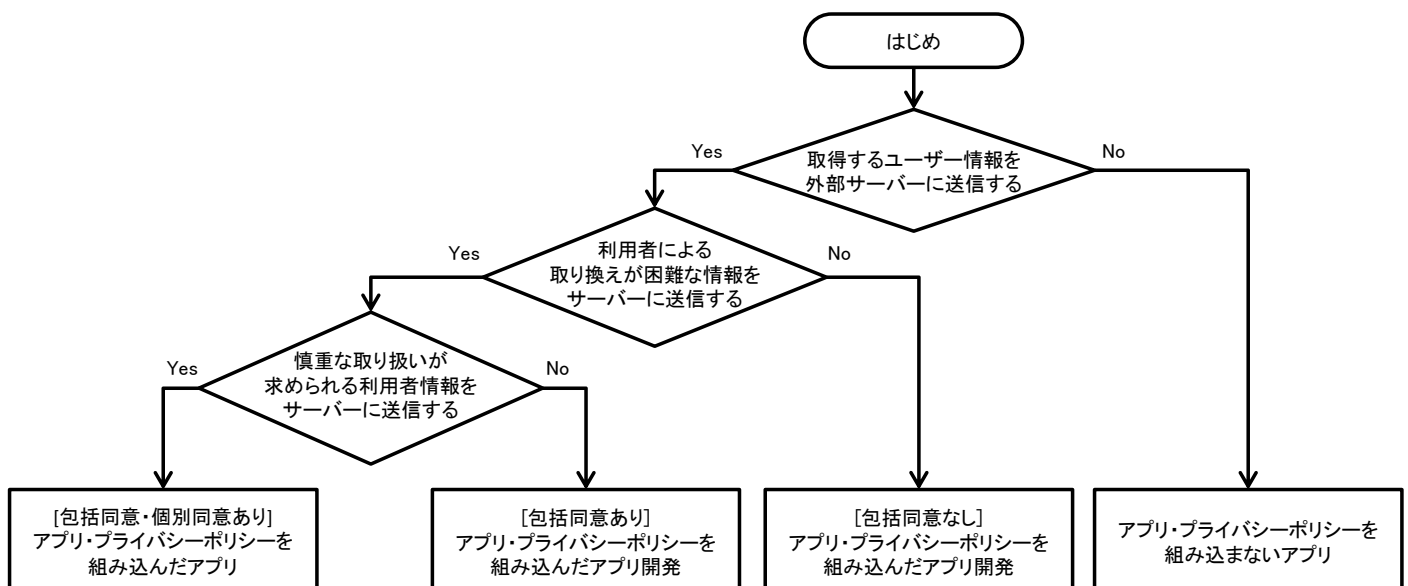 はじめ
取得するユーザー情報を
外部サーバーに送信する
Yes
No
利用者による
取り換えが困難な情報を
サーバーに送信する
Yes
No
慎重な取り扱いが
求められる利用者情報を
サーバーに送信する
Yes
No
[包括同意・個別同意あり]
アプリ・プライバシーポリシーを
組み込んだアプリ
[包括同意あり]
アプリ・プライバシーポリシーを
組み込んだアプリ開発
[包括同意なし]
アプリ・プライバシーポリシーを
組み込んだアプリ開発
アプリ・プライバシーポリシーを
組み込まないアプリ